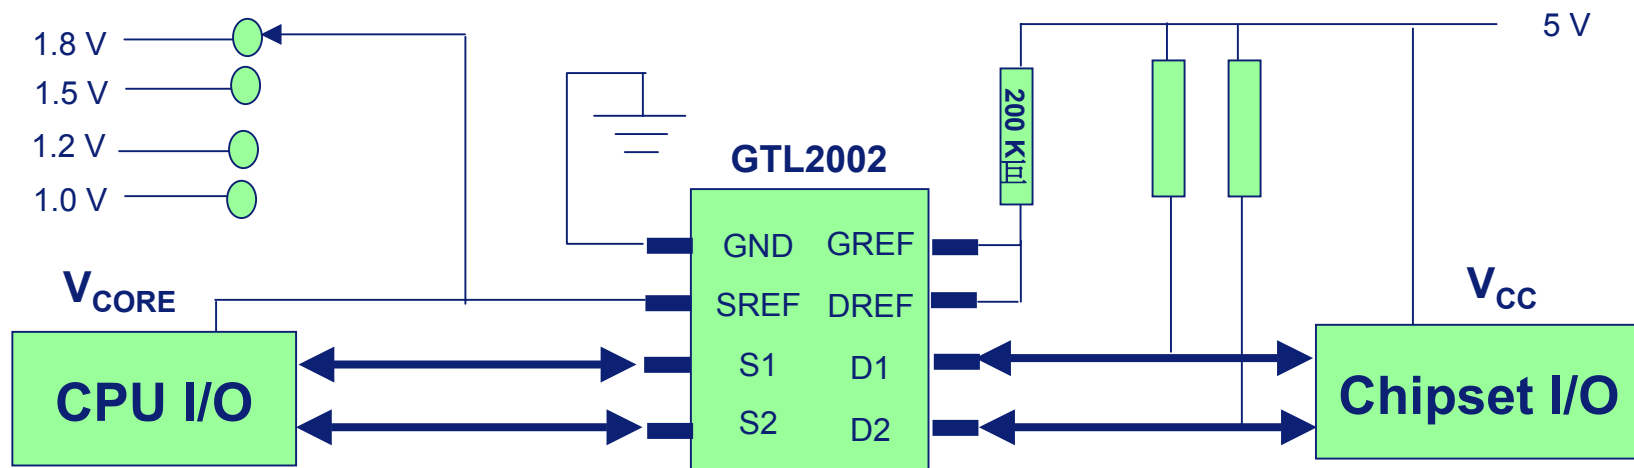 1.8 V
1.5 V
1.2 V
1.0 V
5 V
200 K
GTL2002
GND GREF
SREF DREF
S1 D1
S2 D2
VCORE
VCC
CPU I/O
Chipset I/O